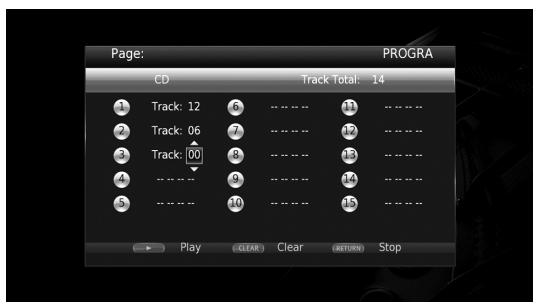 Page: PROGRA
CD Track Total: 14
1 Track: 12 6 -- -- -- -- 11 -- -- -- --
2 Track: 06 7 -- -- -- -- 12 -- -- -- --
3 Track: 00 8 -- -- -- -- 13 -- -- -- --
4 -- -- -- -- 9 -- -- -- -- 14 -- -- -- --
5 -- -- -- -- 10 -- -- -- -- 15 -- -- -- --
Play CLEAR Clear RETURN Stop